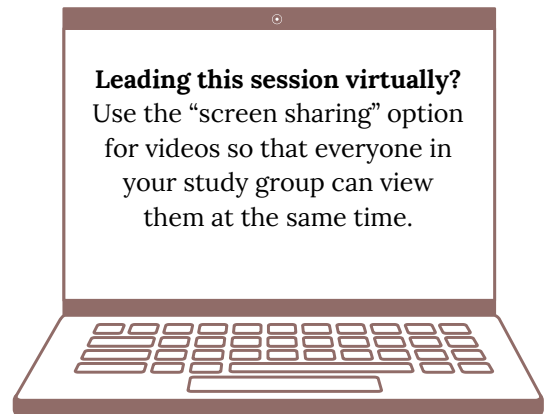 Leading this session virtually?
Use the “screen sharing” option
for videos so that everyone in
your study group can view
them at the same time.